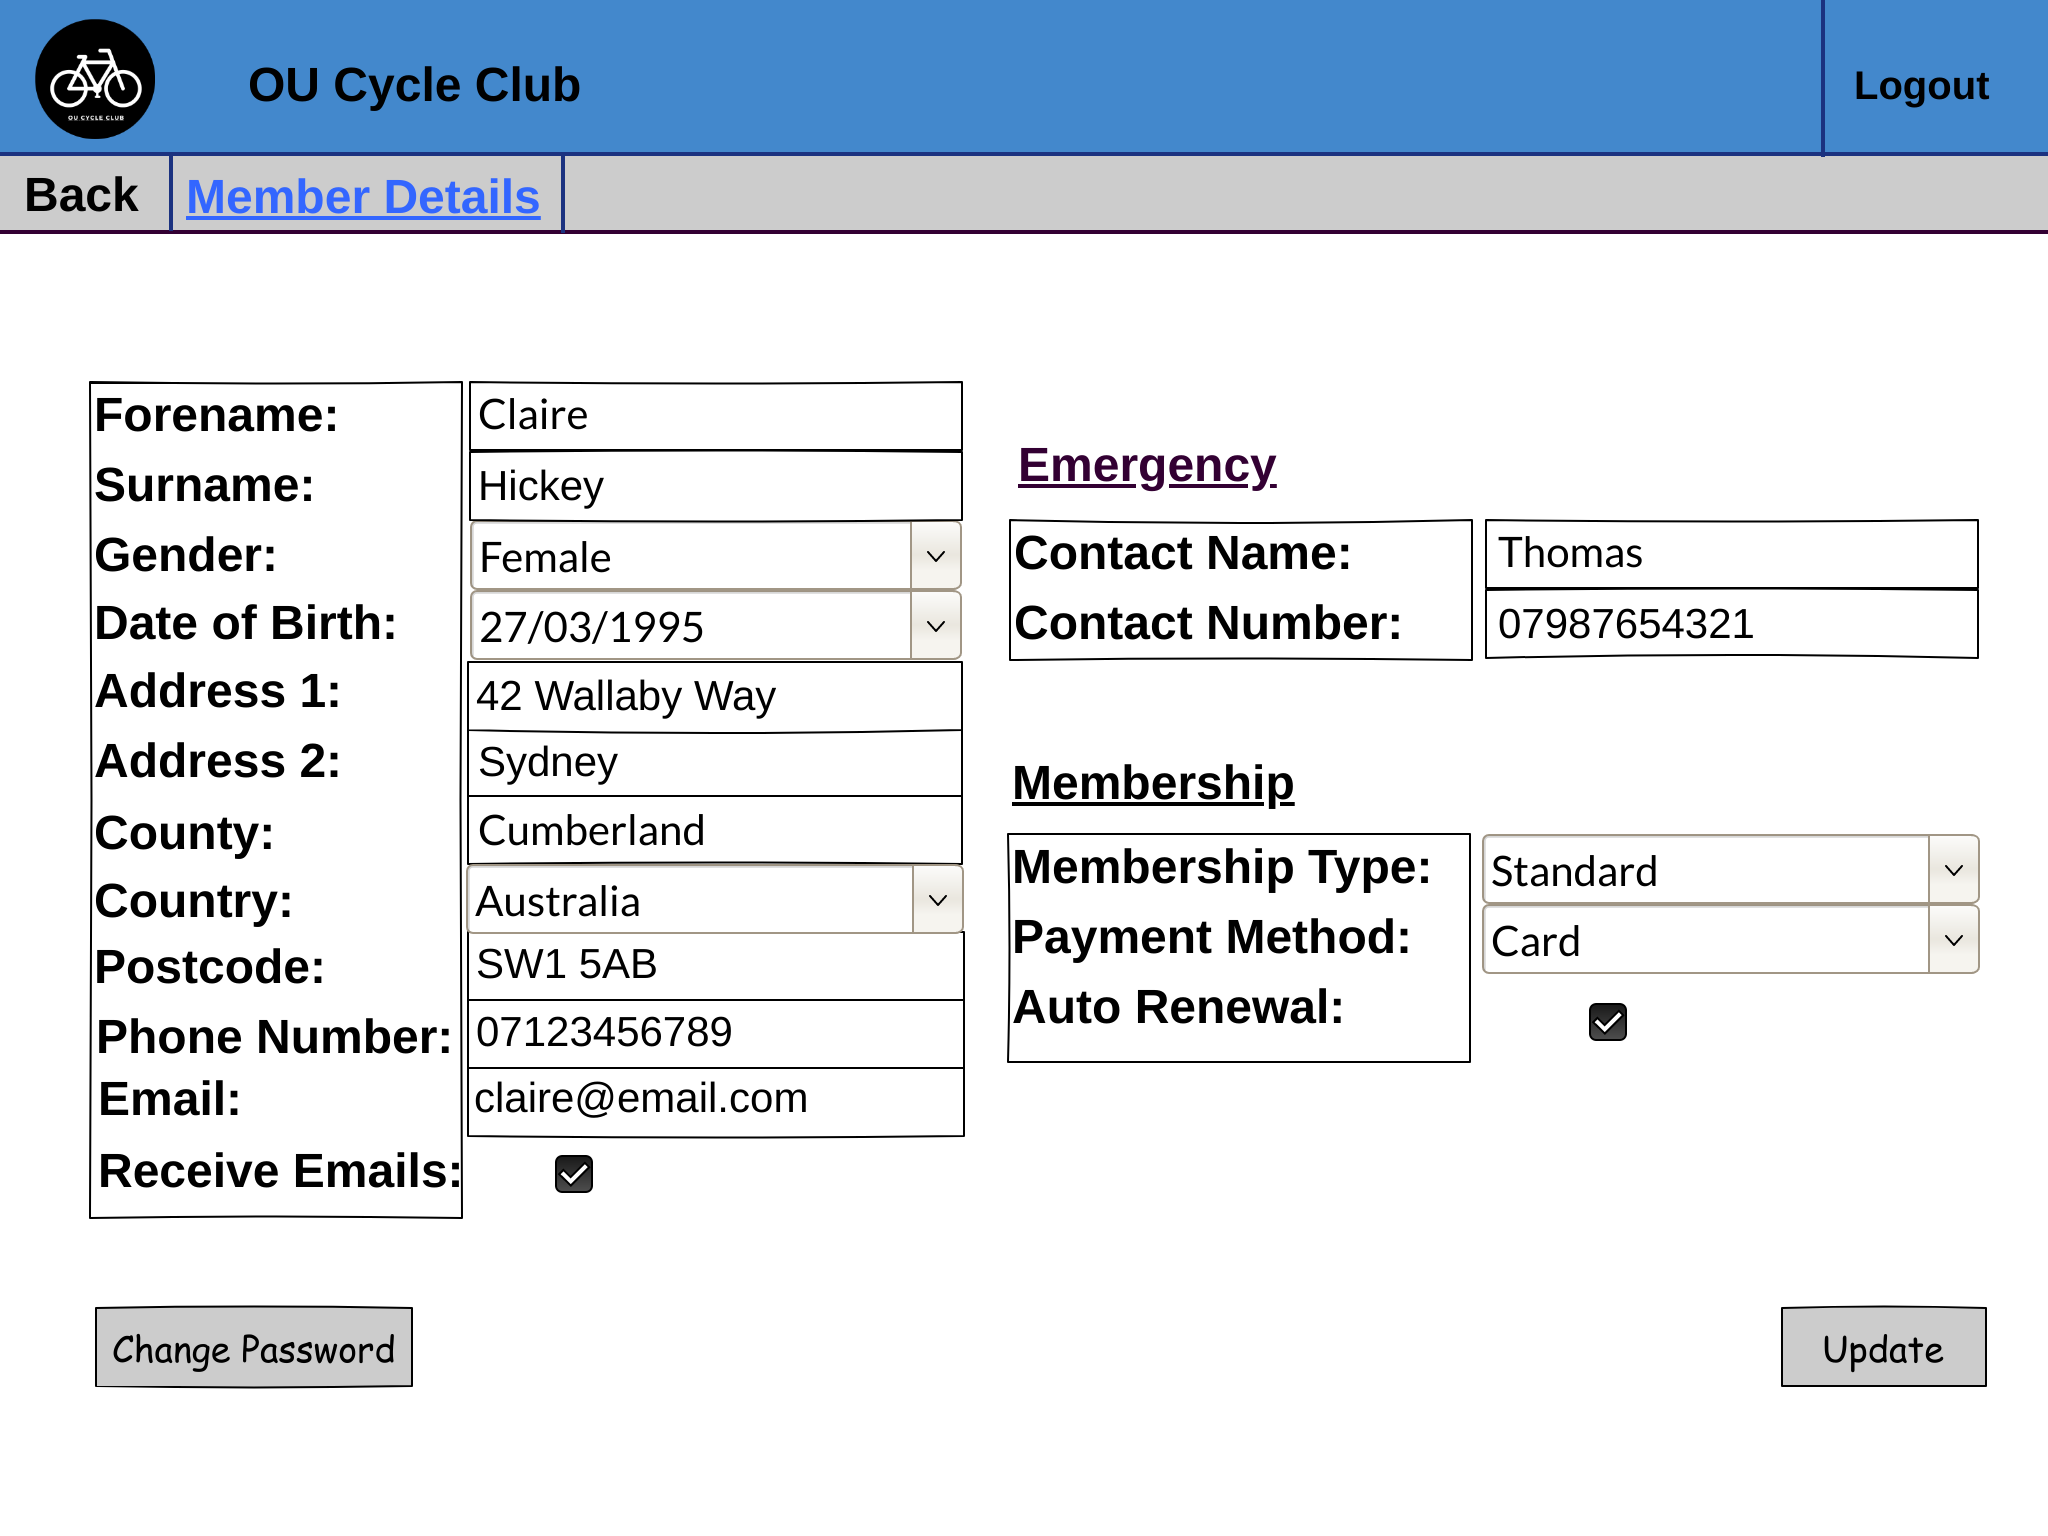 OU CYCLE CLUB
OU Cycle Club
Logout
Back
Member Details
Forename: Claire
Surname: Hickey
Gender: Female
Date of Birth: 27/03/1995
Address 1: 42 Wallaby Way
Address 2: Sydney
County: Cumberland
Country: Australia
Postcode: SW1 5AB
Phone Number: 07123456789
Email: claire@email.com
Receive Emails:
Emergency
Contact Name: Thomas
Contact Number: 07987654321
Membership
Membership Type: Standard
Payment Method: Card
Auto Renewal:
Change Password
Update